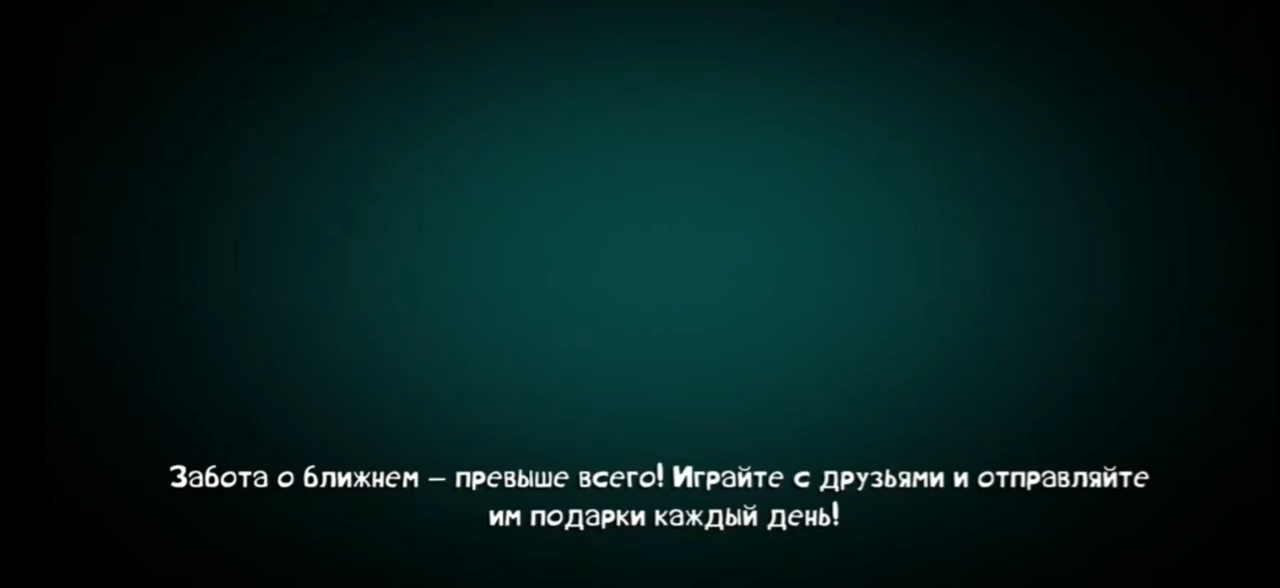 Забота о ближнем – превыше всего! Играйте с друзьями и отправляйте
им подарки каждый день!